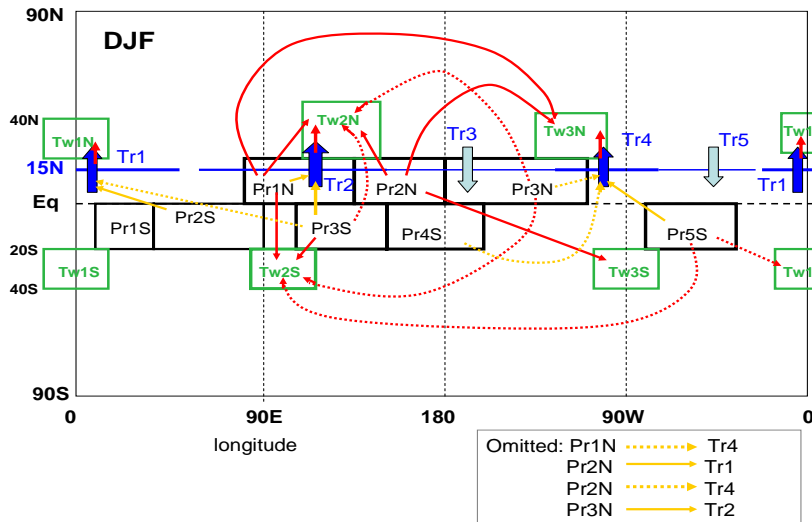 90N
DJF
40N
Tw1N
Tw2N
Tw3N
Tw1
Tr1
Tr3
Tr4
Tr5
15N
Pr1N
Tr2
Pr2N
Pr3N
Tr1
Eq
Pr1S
Pr2S
Pr3S
Pr4S
Pr5S
20S
Tw1S
Tw2S
Tw3S
Tw1
40S
90S
0
90E
180
90W
0
longitude
Omitted: Pr1N Tr4
Pr2N Tr1
Pr2N Tr4
Pr3N Tr2